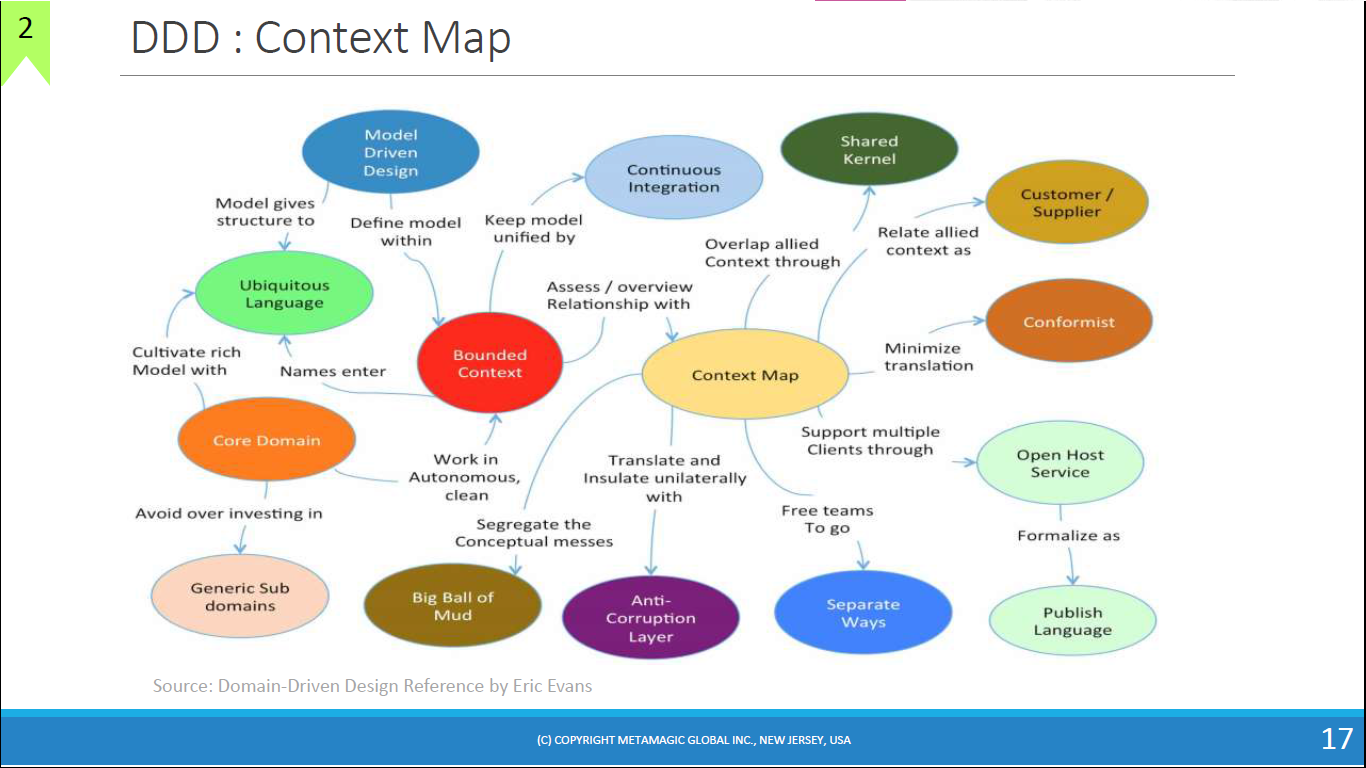 2
DDD : Context Map
Model
Driven
Design
Continuous
Integration
Shared
Kernel
Customer /
Supplier
Model gives
structure to
Define model
within
Keep model
unified by
Overlap allied
Context through
Relate allied
context as
Ubiquitous
Language
Assess / overview
Relationship with
Conformist
Cultivate rich
Model with
Names enter
Bounded
Context
Context Map
Minimize
translation
Core Domain
Work in
Autonomous,
clean
Translate and
Insulate unilaterally
with
Support multiple
Clients through
Open Host
Service
Avoid over investing in
Segregate the
Conceptual messes
Free teams
To go
Formalize as
Generic Sub
domains
Big Ball of
Mud
Anti-
Corruption
Layer
Separate
Ways
Publish
Language
Source: Domain-Driven Design Reference by Eric Evans
(C) COPYRIGHT METAMAGIC GLOBAL INC., NEW JERSEY, USA
17